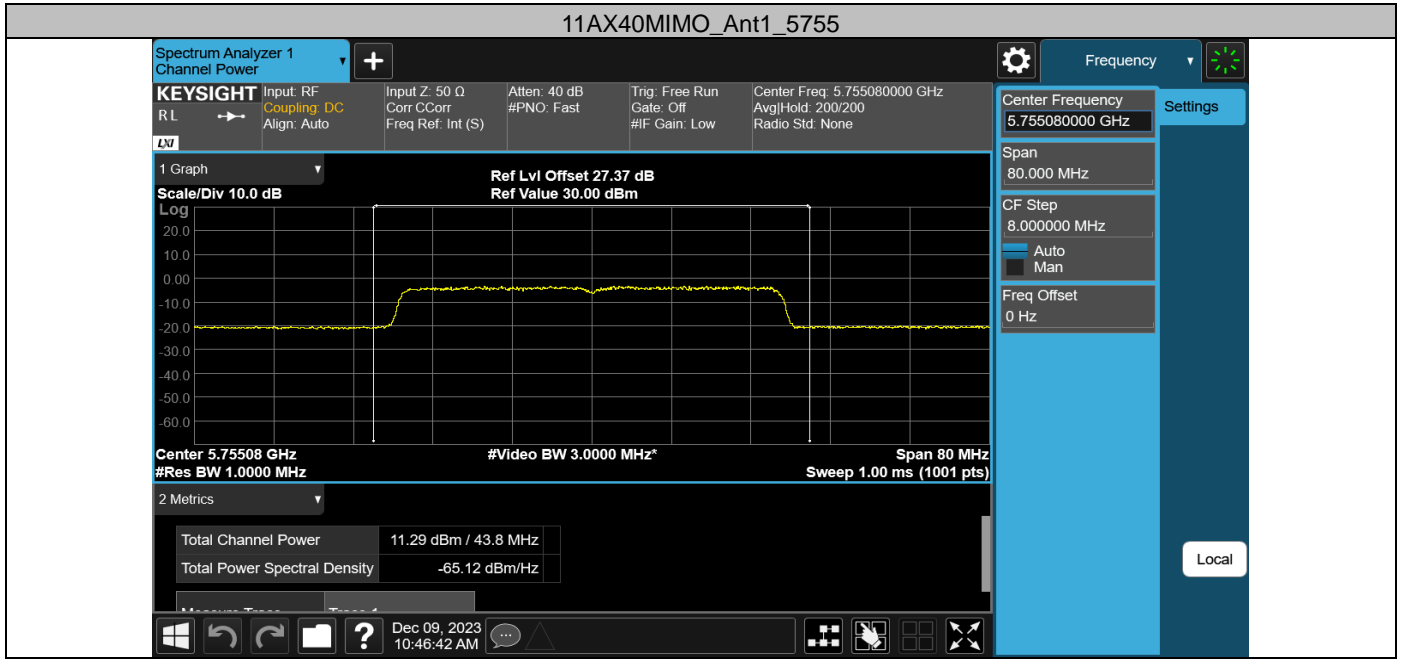 11AX40MIMO_Ant1_5755
Spectrum Analyzer 1
Channel Power
Frequency
KEYSIGHT
RL
LXI
Input: RF
Coupling: DC
Align: Auto
Input Z: 50 Ω
Corr CCorr
Freq Ref: Int (S)
Atten: 40 dB
#PNO: Fast
Trig: Free Run
Gate: Off
#IF Gain: Low
Center Freq: 5.755080000 GHz
Avg|Hold: 200/200
Radio Std: None
Center Frequency
5.755080000 GHz
Settings
Span
80.000 MHz
CF Step
8.000000 MHz
Auto
Man
Freq Offset
0 Hz
1 Graph
Scale/Div 10.0 dB
Ref Lvl Offset 27.37 dB
Ref Value 30.00 dBm
Log
20.0
10.0
0.00
-10.0
-20.0
-30.0
-40.0
-50.0
-60.0
Center 5.75508 GHz
#Video BW 3.0000 MHz*
Span 80 MHz
#Res BW 1.0000 MHz
Sweep 1.00 ms (1001 pts)
2 Metrics
Total Channel Power 11.29 dBm / 43.8 MHz
Total Power Spectral Density -65.12 dBm/Hz
Measure Trace Trace 1
Local
?
Dec 09, 2023
10:46:42 AM